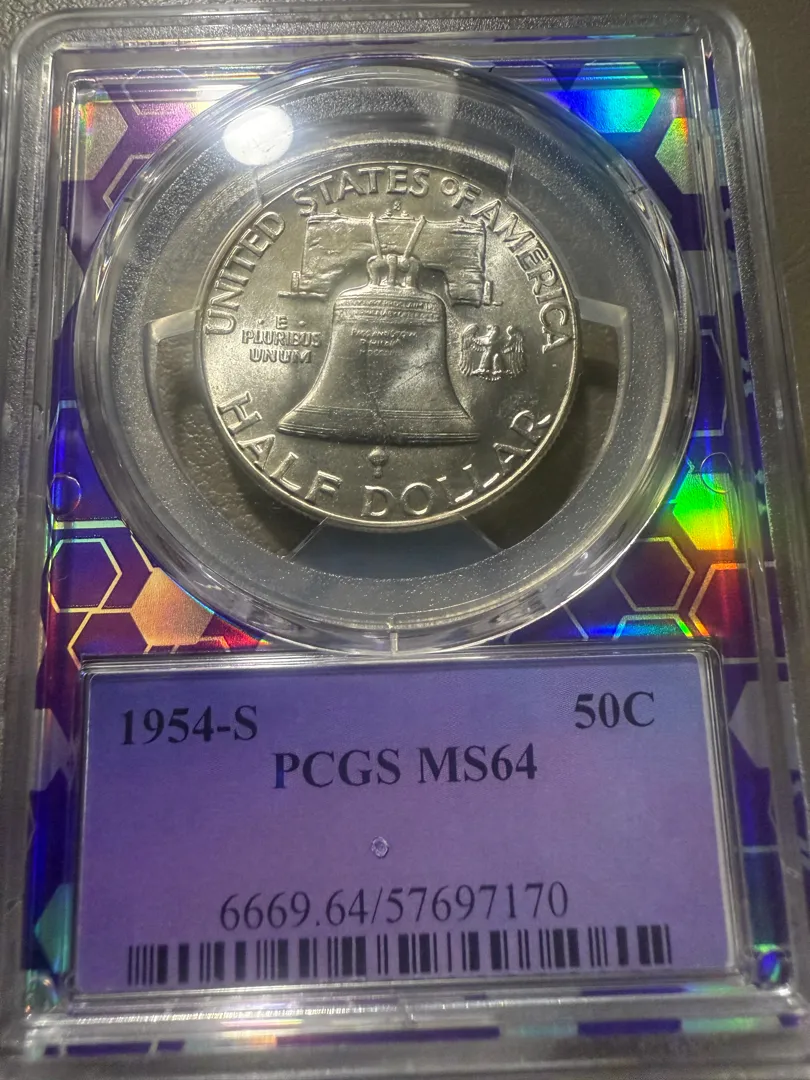 UNITED STATES OF AMERICA
S
E
PLURIBUS
UNUM
HALF DOLLAR
1954-S
50C
PCGS MS64
6669.64/57697170